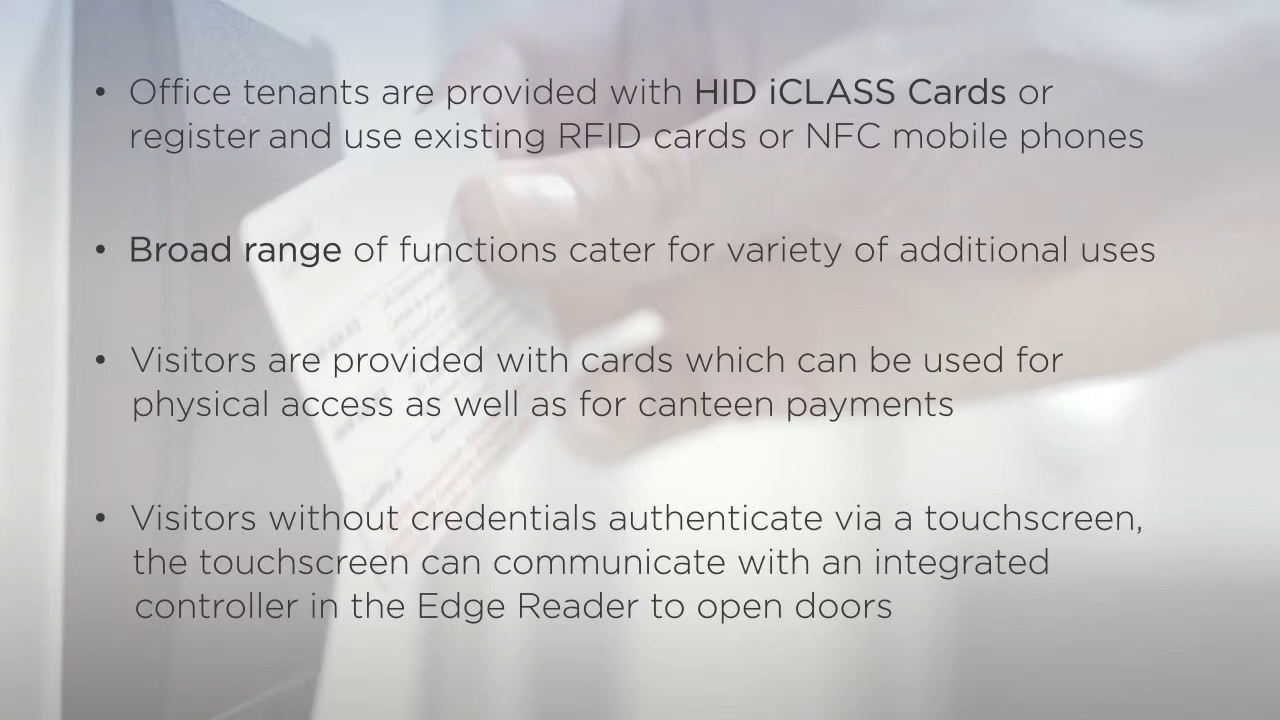 • Office tenants are provided with HID iCLASS Cards or
register and use existing RFID cards or NFC mobile phones
• Broad range of functions cater for variety of additional uses
• Visitors are provided with cards which can be used for
physical access as well as for canteen payments
• Visitors without credentials authenticate via a touchscreen,
the touchscreen can communicate with an integrated
controller in the Edge Reader to open doors